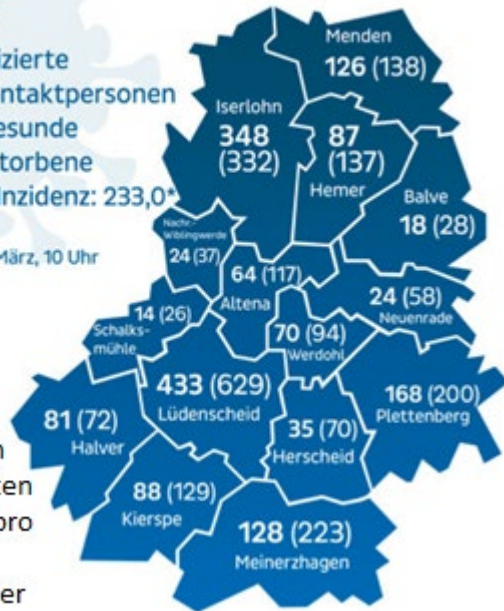 izierte
ntaktpersonen
esunde
torbene
Inzidenz: 233,0*
März, 10 Uhr
Menden
126 (138)
Iserlohn
348
(332)
87
(137)
Hemer
Balve
18 (28)
Nachr.-
Wiblingwerde
24 (37)
64 (117)
Altena
24 (58)
Neuenrade
14 (26)
Schalks-
mühle
70 (94)
Werdohl
433 (629)
Lüdenscheid
168 (200)
Plettenberg
81 (72)
Halver
35 (70)
Herscheid
88 (129)
Kierspe
128 (223)
Meinerzhagen
n
ten
pro
er